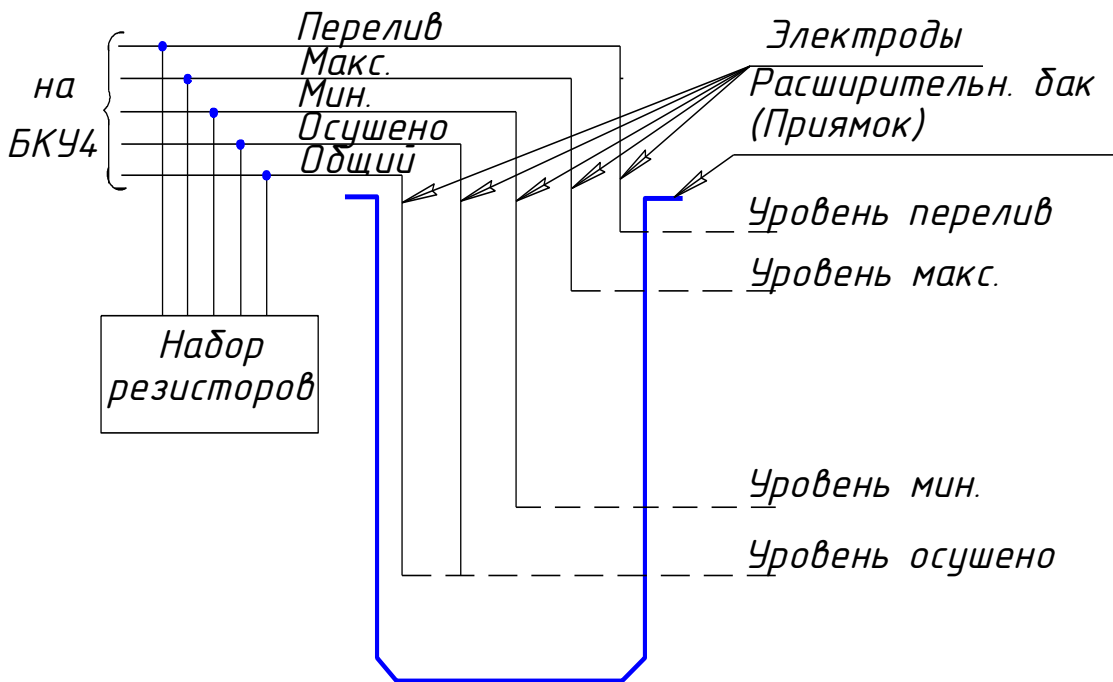 Перелив
Макс.
Мин.
Осушено
Общий
на
БКУ4
Набор
резисторов
Электроды
Расширительн. бак
(Приямок)
Уровень перелив
Уровень макс.
Уровень мин.
Уровень осушено